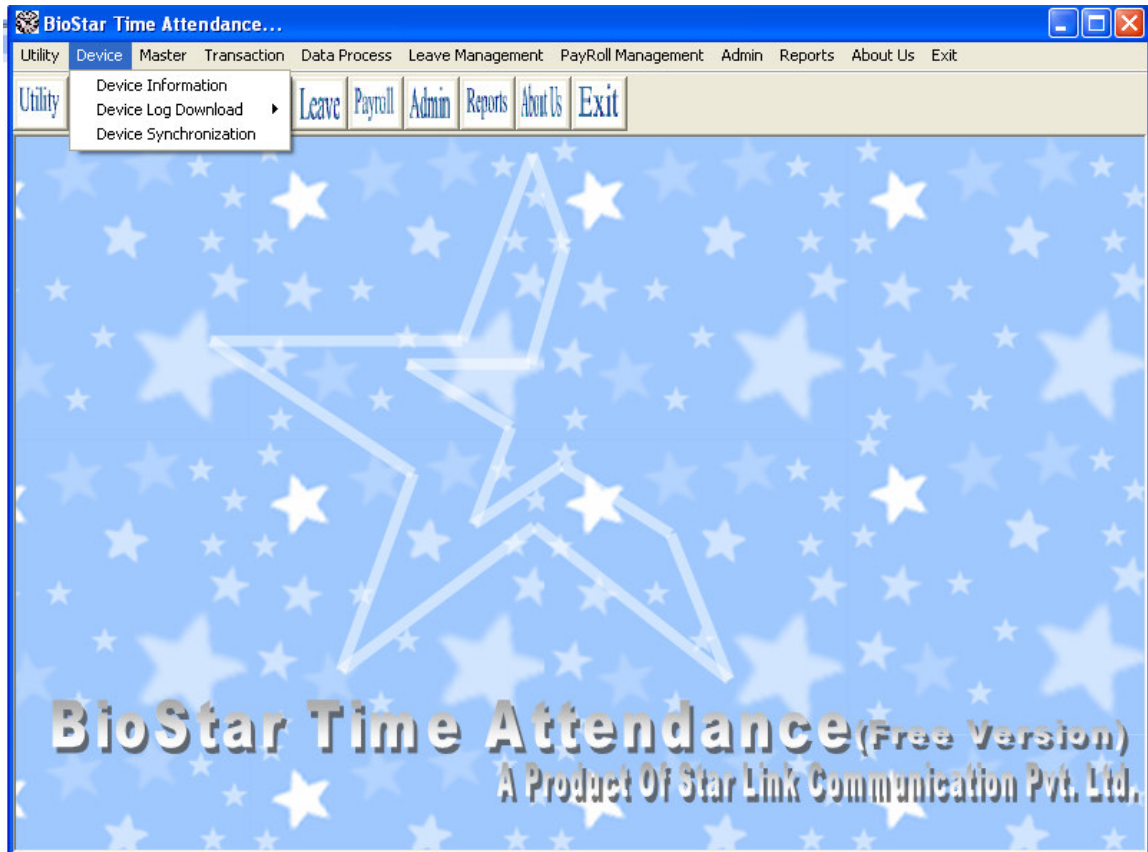 BioStar Time Attendance...
Utility Device Master Transaction Data Process Leave Management PayRoll Management Admin Reports About Us Exit
Device Information
Device Log Download
Device Synchronization
Utility Leave Payroll Admin Reports About Us Exit
BioStar Time Attendance(Free Version)
A Product Of Star Link Communication Pvt. Ltd.